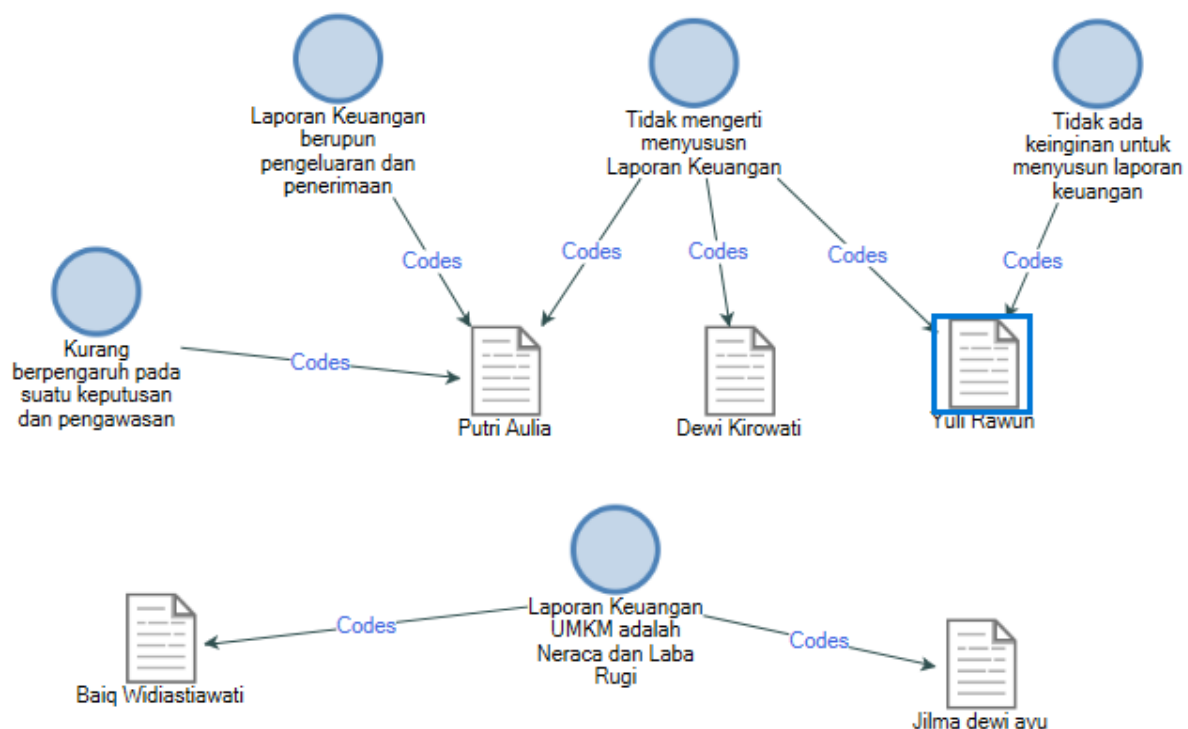 Laporan Keuangan
berupun
pengeluaran dan
penerimaan
Tidak mengerti
menyususn
Laporan Keuangan
Tidak ada
keinginan untuk
menyusun laporan
keuangan
Codes
Codes
Codes
Codes
Codes
Kurang
berpengaruh pada
suatu keputusan
dan pengawasan
Codes
Putri Aulia
Dewi Kirowati
Yuli Rawun
Laporan Keuangan
UMKM adalah
Neraca dan Laba
Rugi
Codes
Codes
Baiq Widiastiawati
Jilma dewi ayu